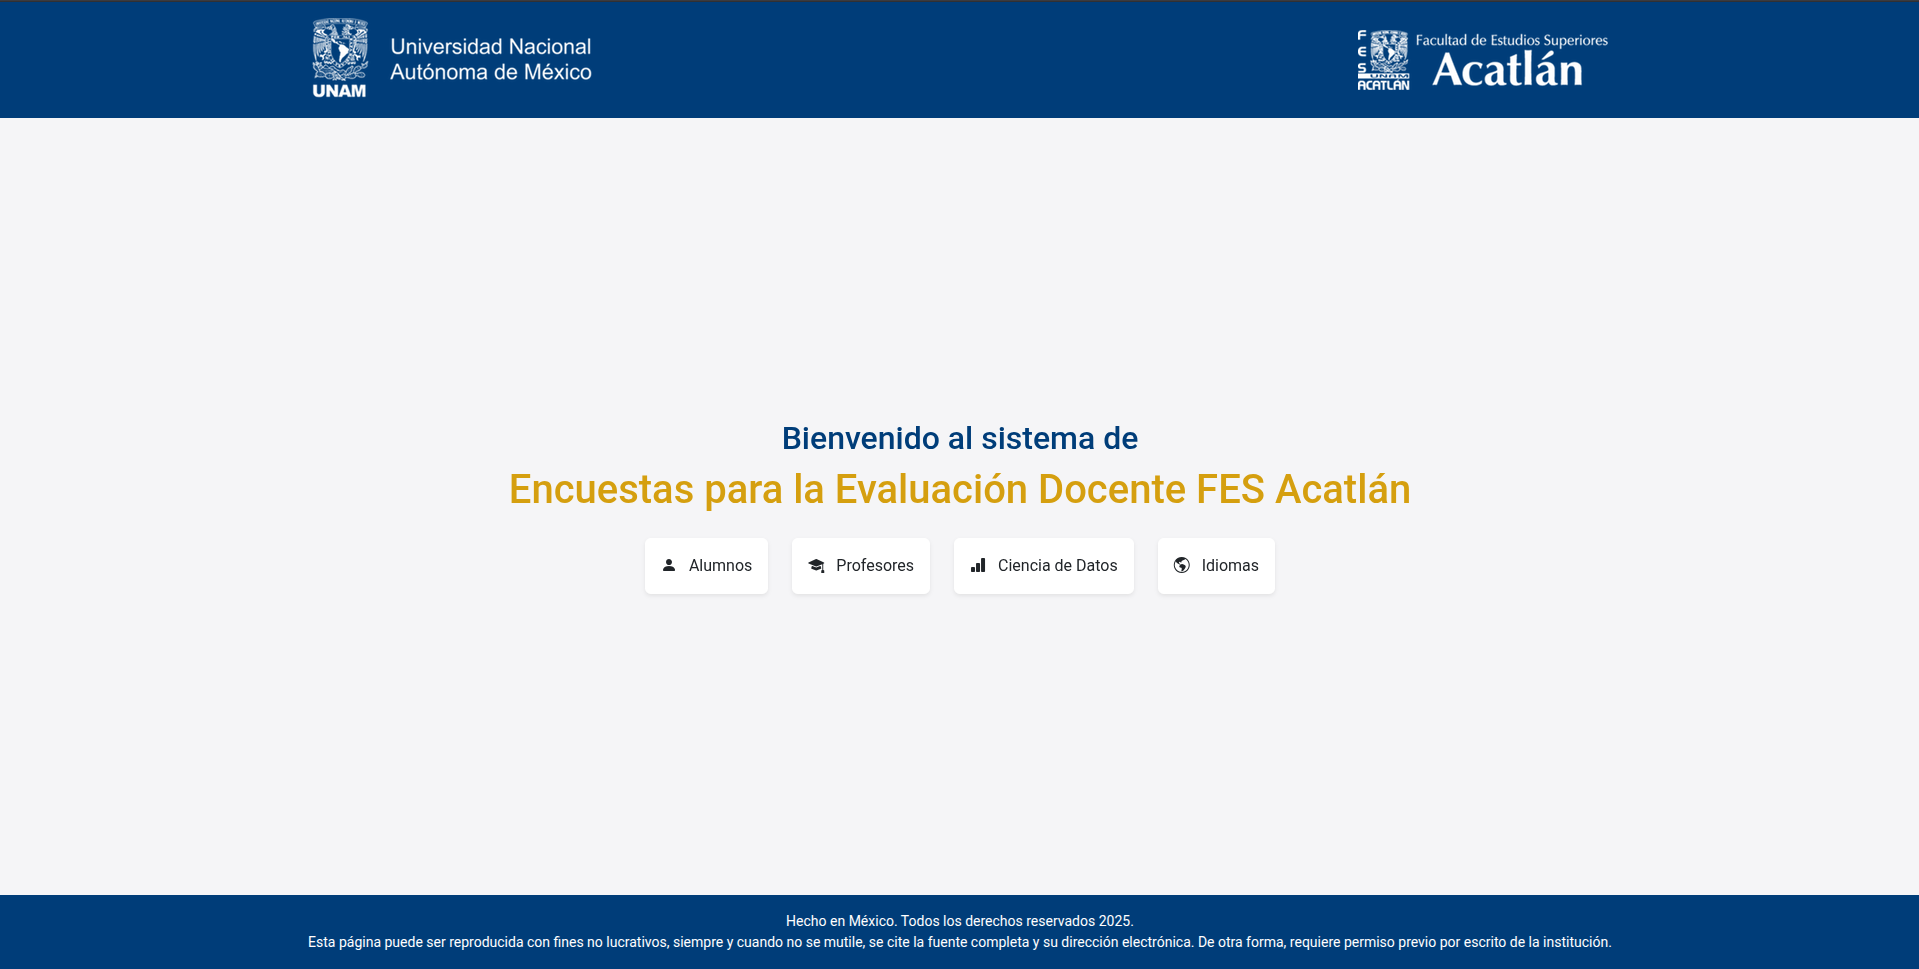 Universidad Nacional
Autónoma de México
UNAM
FES
UNAM
ACATLÁN
Facultad de Estudios Superiores
Acatlán
Bienvenido al sistema de
Encuestas para la Evaluación Docente FES Acatlán
Alumnos
Profesores
Ciencia de Datos
Idiomas
Hecho en México. Todos los derechos reservados 2025.
Esta página puede ser reproducida con fines no lucrativos, siempre y cuando no se mutile, se cite la fuente completa y su dirección electrónica. De otra forma, requiere permiso previo por escrito de la institución.